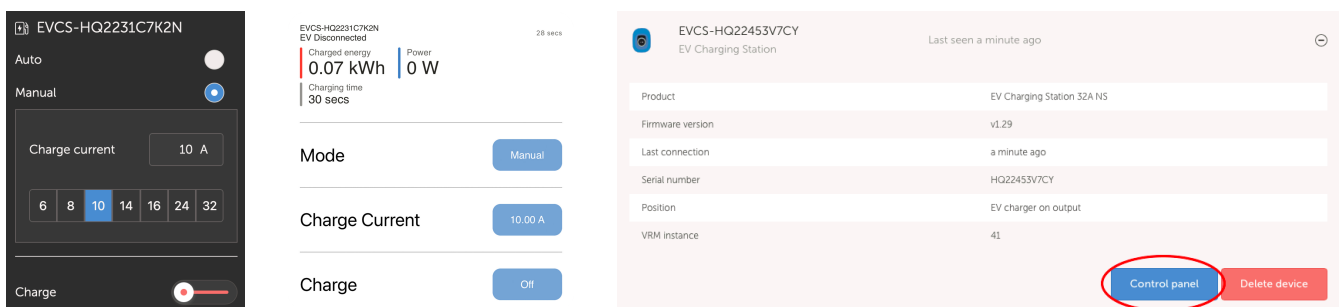 EVCS-HQ2231C7K2N
Auto
Manual
Charge current
10 A
6 8 10 14 16 24 32
Charge
EVCS-HQ2231C7K2N
EV Disconnected
28 secs
Charged energy
0.07 kWh
Power
0 W
Charging time
30 secs
Mode
Manual
Charge Current
10.00 A
Charge
Off
EVCS-HQ22453V7CY
EV Charging Station
Last seen a minute ago
Product EV Charging Station 32A NS
Firmware version v1.29
Last connection a minute ago
Serial number HQ22453V7CY
Position EV charger on output
VRM instance 41
Control panel
Delete device